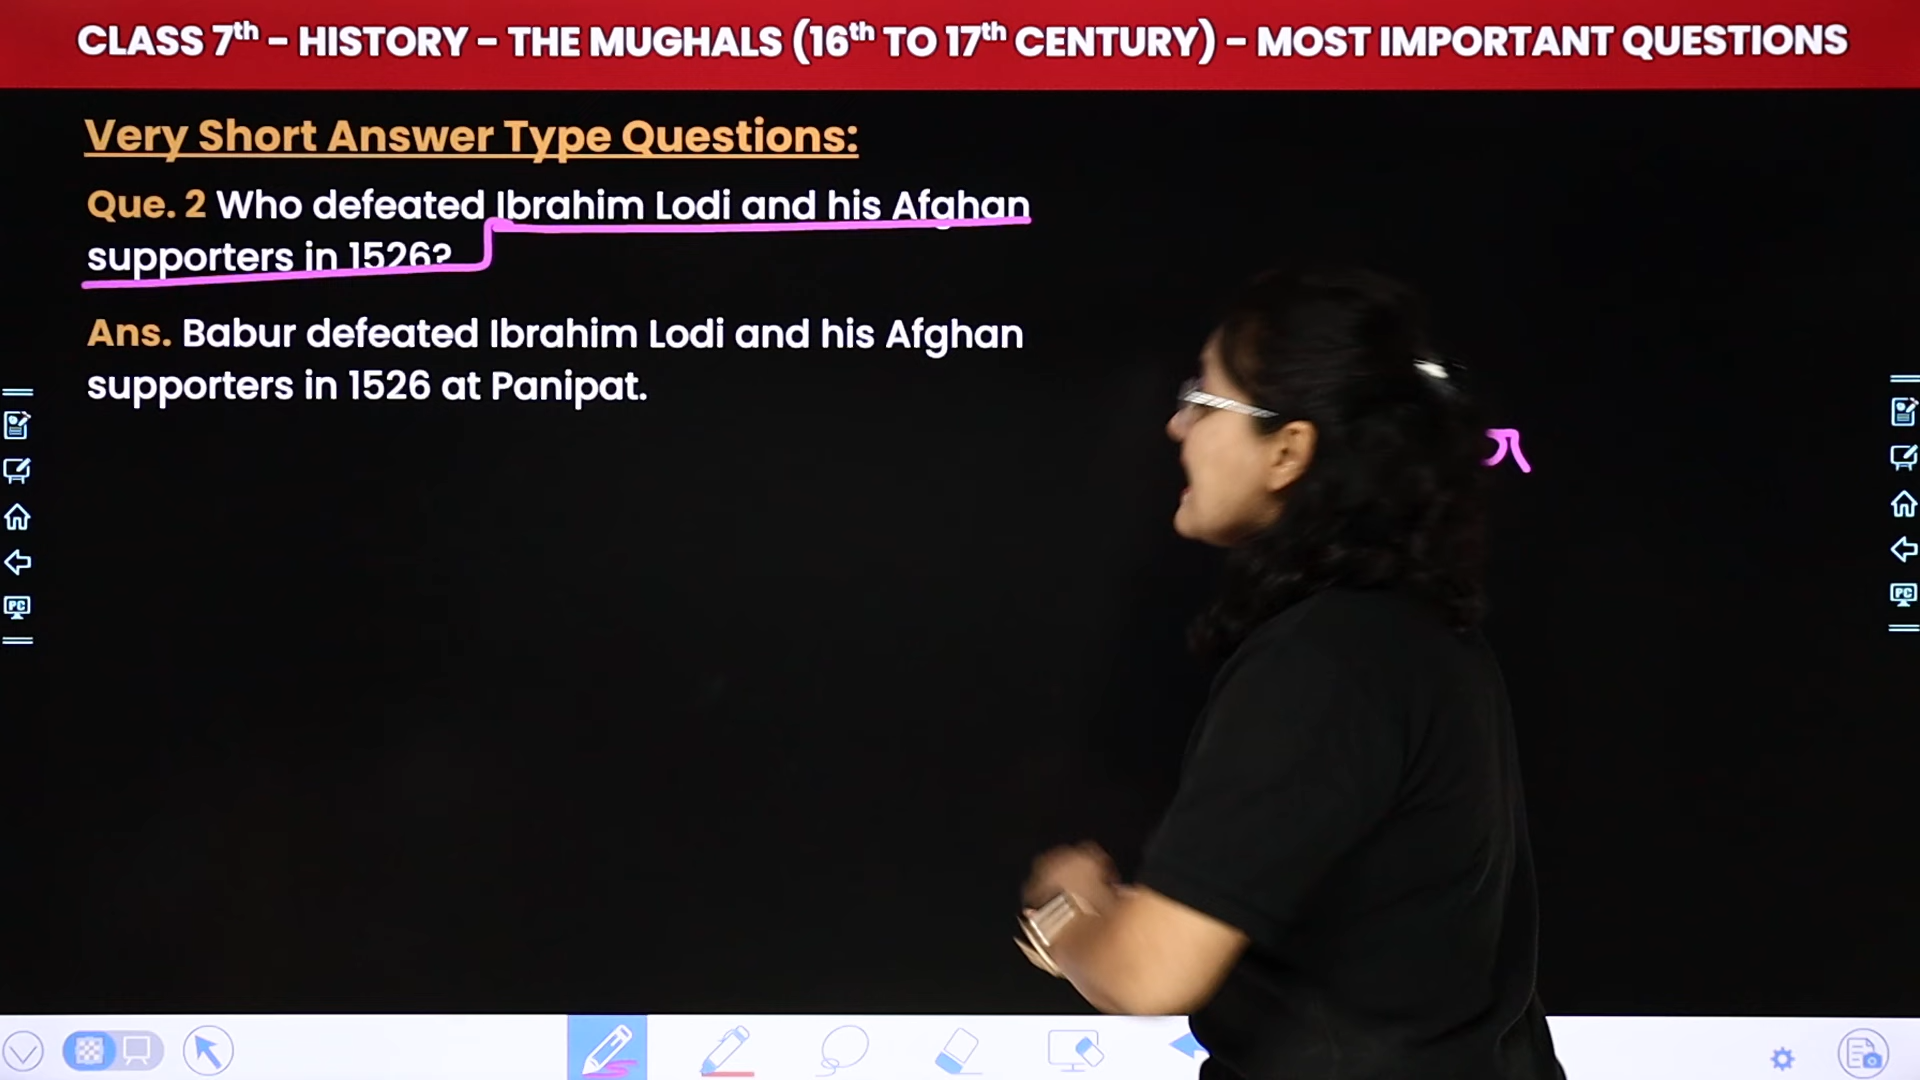 CLASS 7th - HISTORY - THE MUGHALS (16th TO 17th CENTURY) - MOST IMPORTANT QUESTIONS
Very Short Answer Type Questions:
Que. 2 Who defeated Ibrahim Lodi and his Afghan
supporters in 1526?
Ans. Babur defeated Ibrahim Lodi and his Afghan
supporters in 1526 at Panipat.
PC
PC